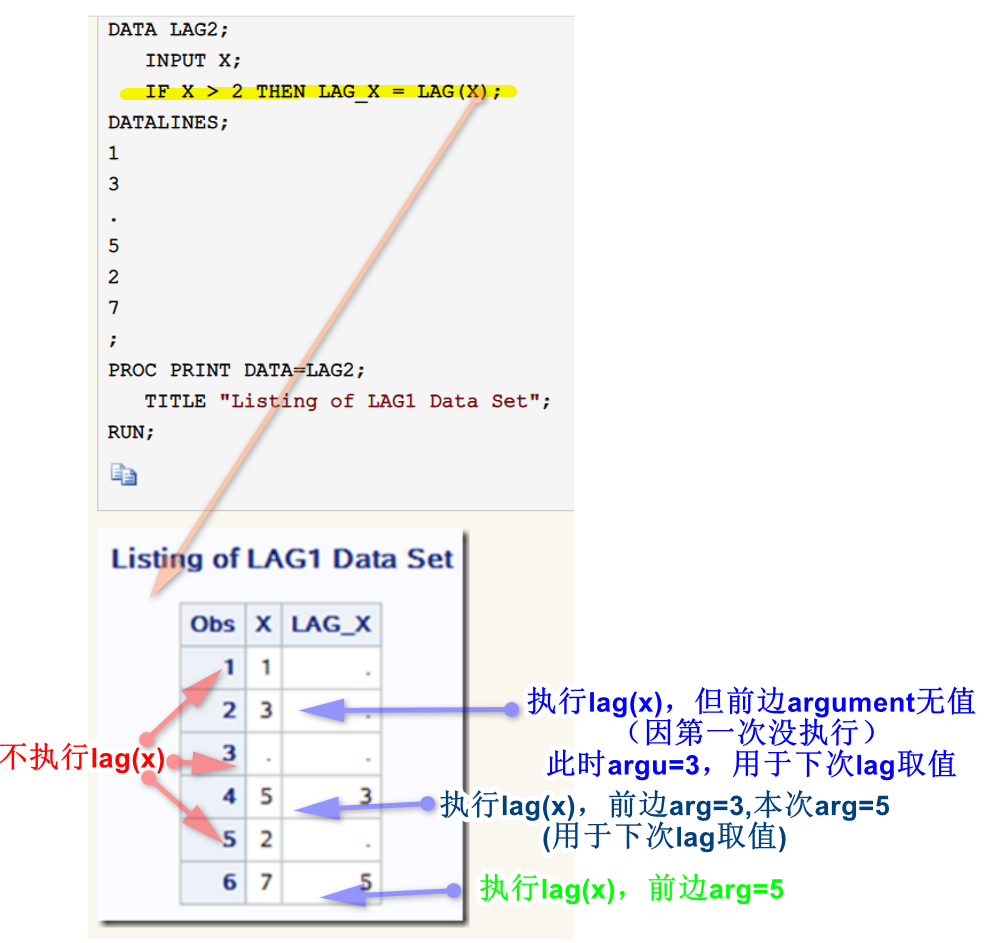 DATA LAG2;
INPUT X;
IF X > 2 THEN LAG_X = LAG(X);
DATALINES;
1
3
.
5
2
7
;
PROC PRINT DATA=LAG2;
TITLE "Listing of LAG1 Data Set";
RUN;
Listing of LAG1 Data Set
Obs X LAG_X
1 1 .
2 3 .
3 . .
4 5 3
5 2 .
6 7 5
不执行lag(x)
执行lag(x)，但前边argument无值
（因第一次没执行）
此时argu=3，用于下次lag取值
执行lag(x)，前边arg=3,本次arg=5
(用于下次lag取值)
执行lag(x)，前边arg=5